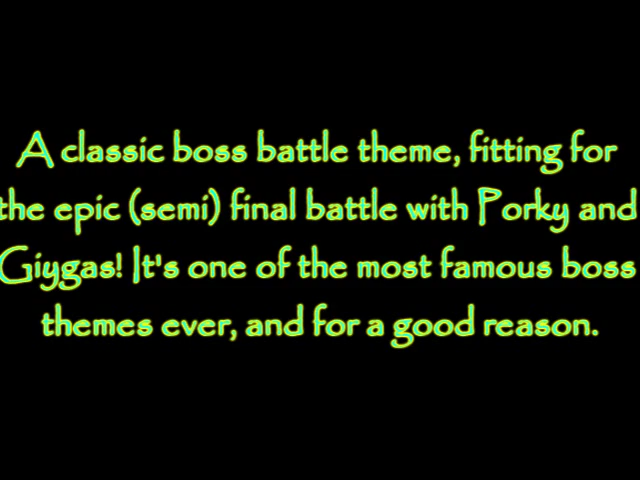 A classic boss battle theme, fitting for
the epic (semi) final battle with Porky and
Giygas! It's one of the most famous boss
themes ever, and for a good reason.